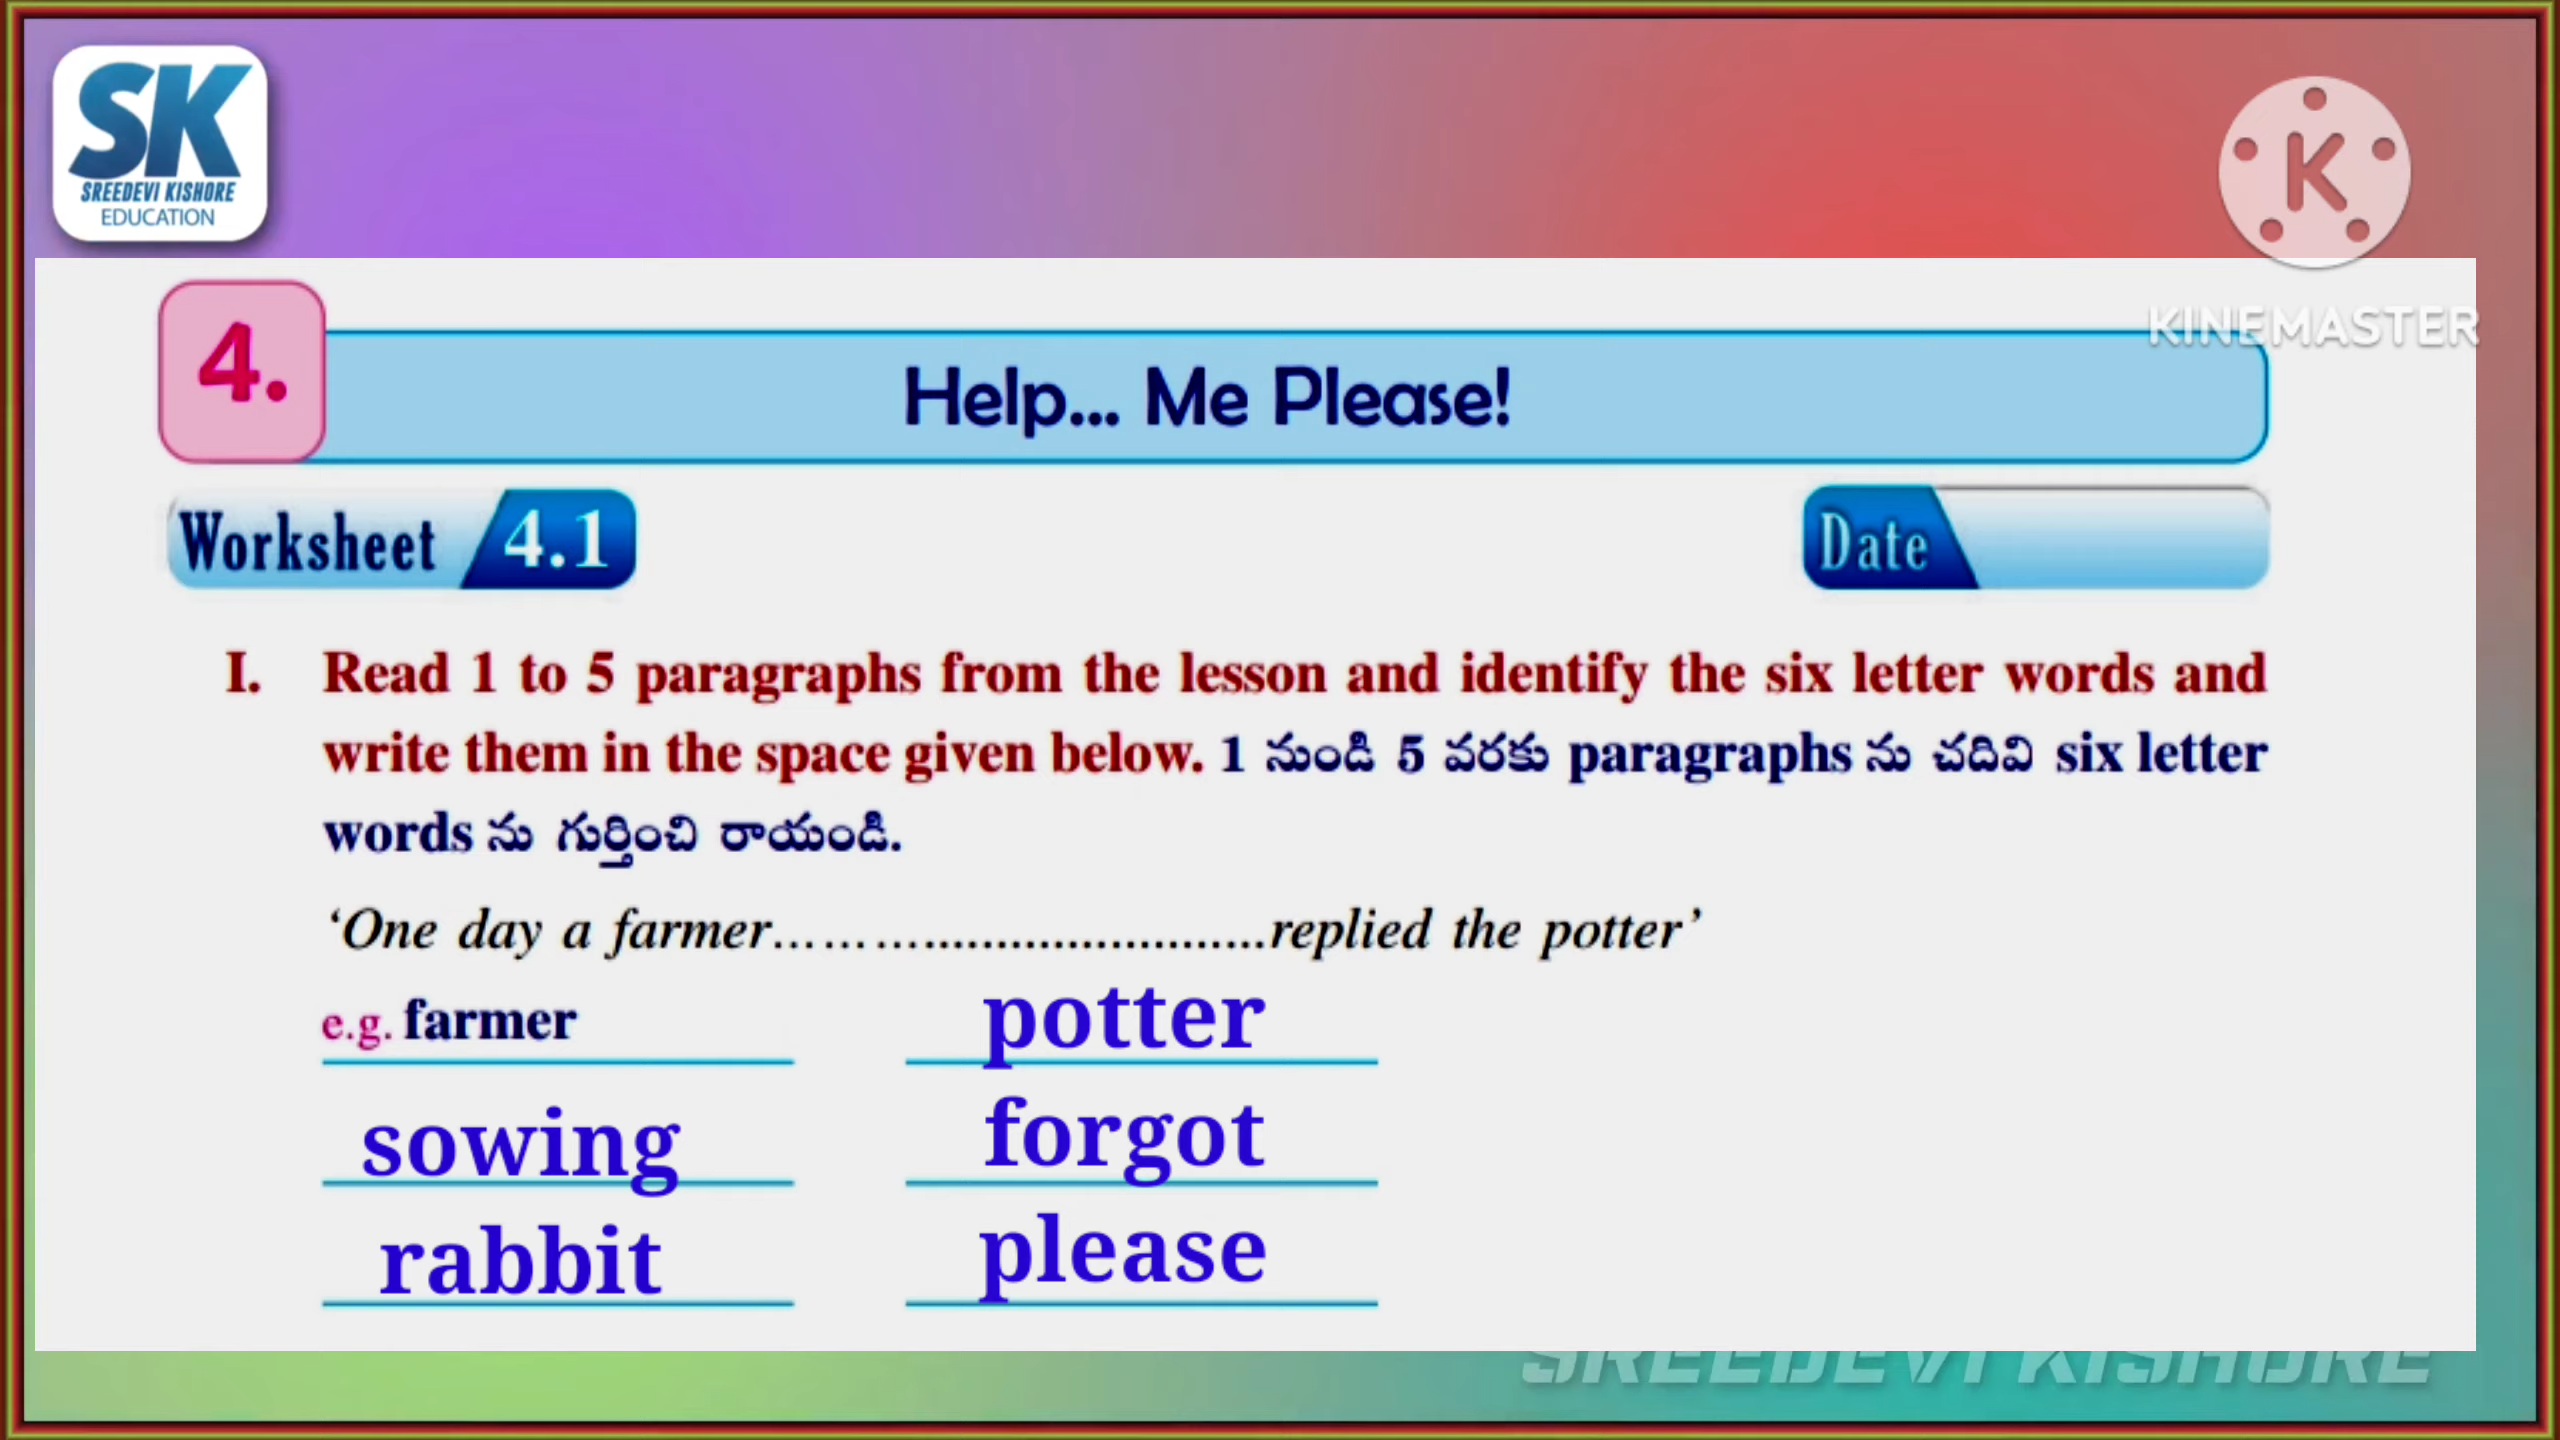 SK
SREEDEVI KISHORE
EDUCATION
K
KINEMASTER
4.
Help... Me Please!
Worksheet 4.1
Date
I. Read 1 to 5 paragraphs from the lesson and identify the six letter words and
write them in the space given below. 1 నుండి 5 వరకు paragraphs ను చదివి six letter
words ను గుర్తించి రాయండి.
‘One day a farmer.................................replied the potter’
e.g. farmer
potter
sowing
forgot
rabbit
please
SREEDEVI KISHORE